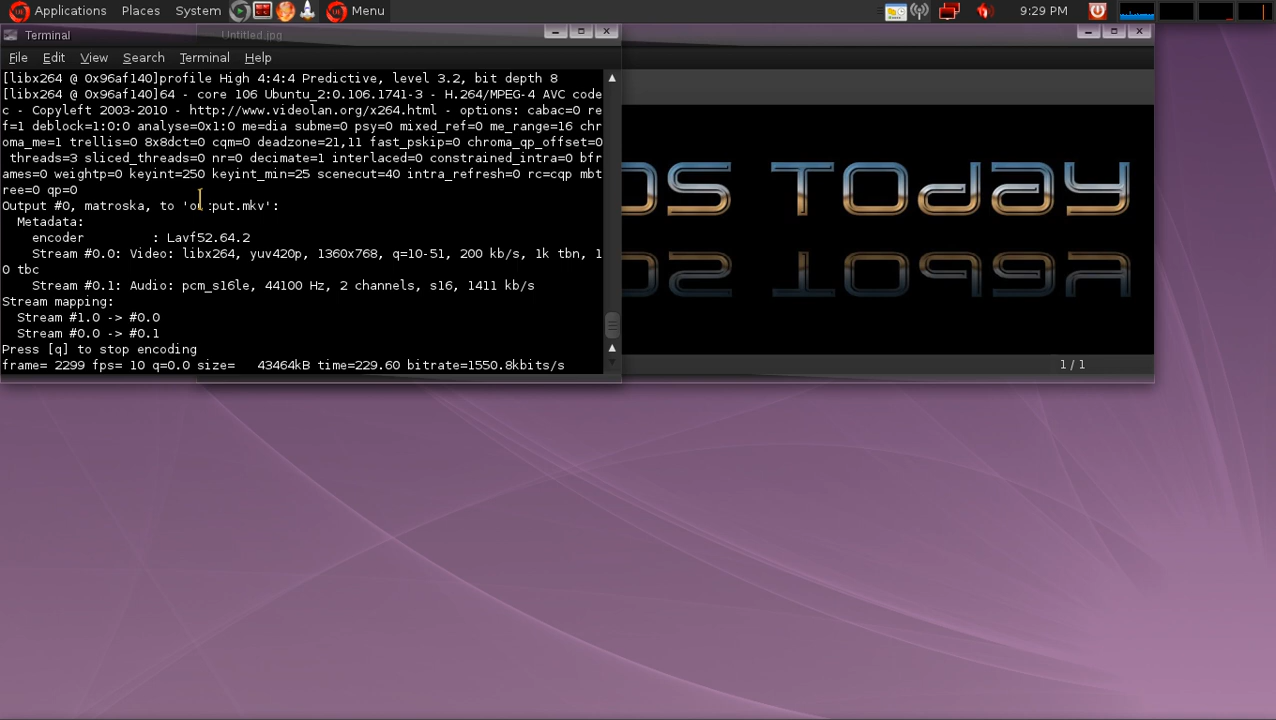 Applications Places System Menu 9:29 PM
Terminal Untitled.jpg
File Edit View Search Terminal Help
[libx264 @ 0x96af140]profile High 4:4:4 Predictive, level 3.2, bit depth 8
[libx264 @ 0x96af140]64 - core 106 Ubuntu_2:0.106.1741-3 - H.264/MPEG-4 AVC code
c - Copyleft 2003-2010 - http://www.videolan.org/x264.html - options: cabac=0 re
f=1 deblock=1:0:0 analyse=0x1:0 me=dia subme=0 psy=0 mixed_ref=0 me_range=16 chr
oma_me=1 trellis=0 8x8dct=0 cqm=0 deadzone=21,11 fast_pskip=0 chroma_qp_offset=0
threads=3 sliced_threads=0 nr=0 decimate=1 interlaced=0 constrained_intra=0 bfr
ames=0 weightp=0 keyint=250 keyint_min=25 scenecut=40 intra_refresh=0 rc=cqp mbt
ree=0 qp=0
Output #0, matroska, to 'output.mkv':
Metadata:
encoder : Lavf52.64.2
Stream #0.0: Video: libx264, yuv420p, 1360x768, q=10-51, 200 kb/s, 1k tbn, 1
0 tbc
Stream #0.1: Audio: pcm_s16le, 44100 Hz, 2 channels, s16, 1411 kb/s
Stream mapping:
Stream #1.0 -> #0.0
Stream #0.0 -> #0.1
Press [q] to stop encoding
frame= 2299 fps= 10 q=0.0 size= 43464kB time=229.60 bitrate=1550.8kbits/s
OS Today
1 / 1